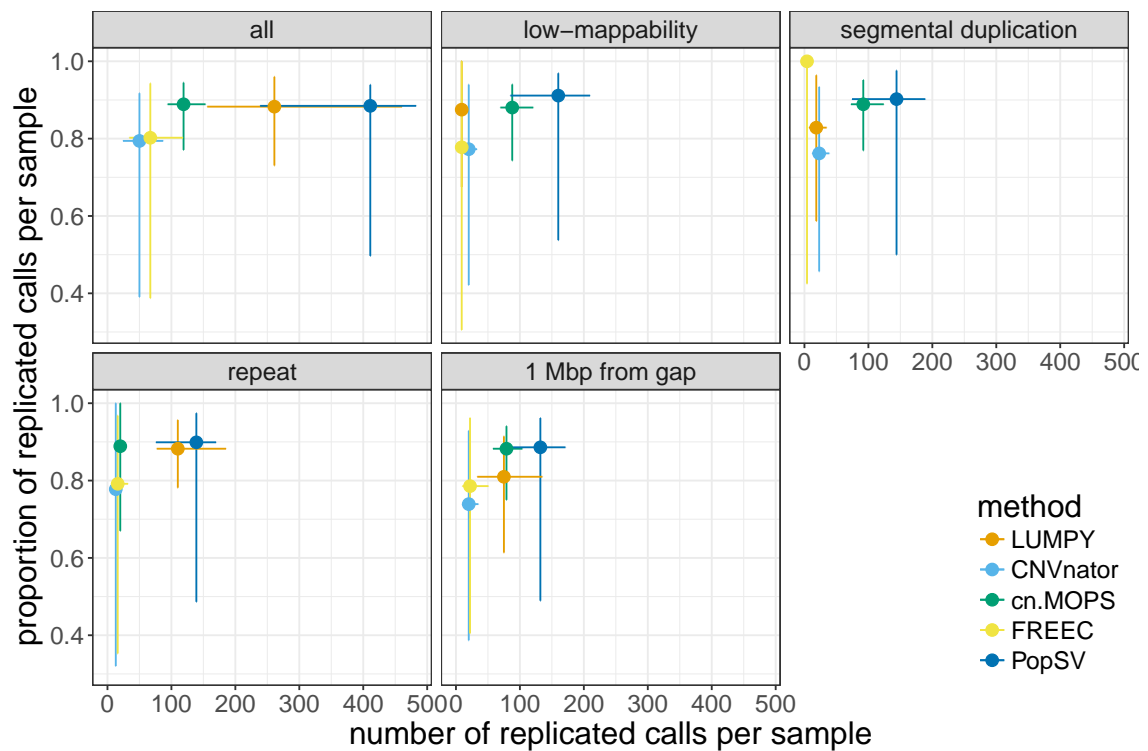 all
low−mappability
segmental duplication
1.0
0.8
0.6
0.4
0 100 200 300 400 500
repeat
1 Mbp from gap
1.0
0.8
0.6
0.4
0 100 200 300 400 500
0 100 200 300 400 500
proportion of replicated calls per sample
number of replicated calls per sample
method
LUMPY
CNVnator
cn.MOPS
FREEC
PopSV